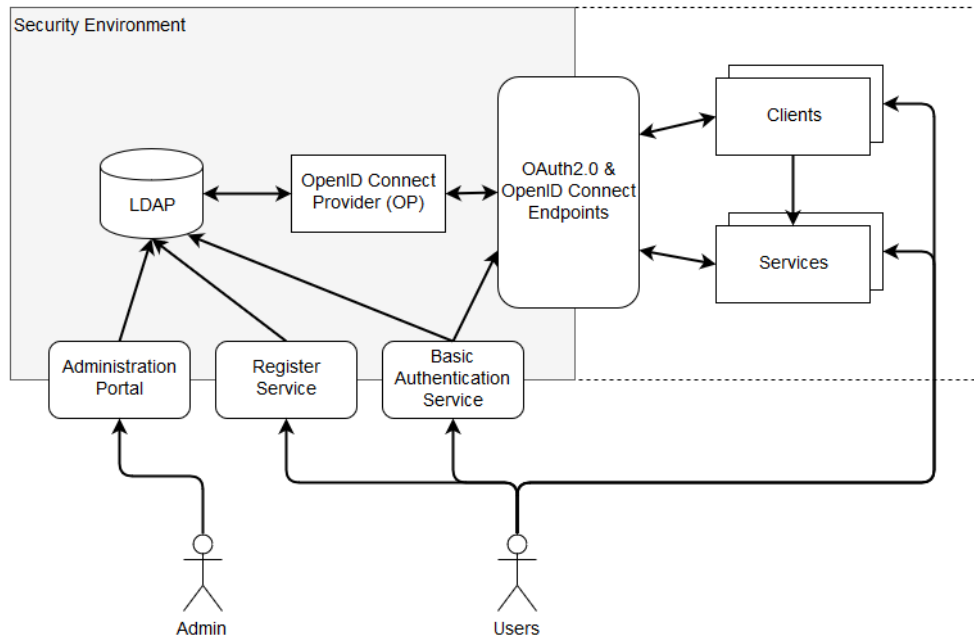 Security Environment
Clients
OAuth2.0 &
OpenID Connect
Endpoints
OpenID Connect
Provider (OP)
LDAP
Services
Administration
Portal
Register
Service
Basic
Authentication
Service
Admin
Users